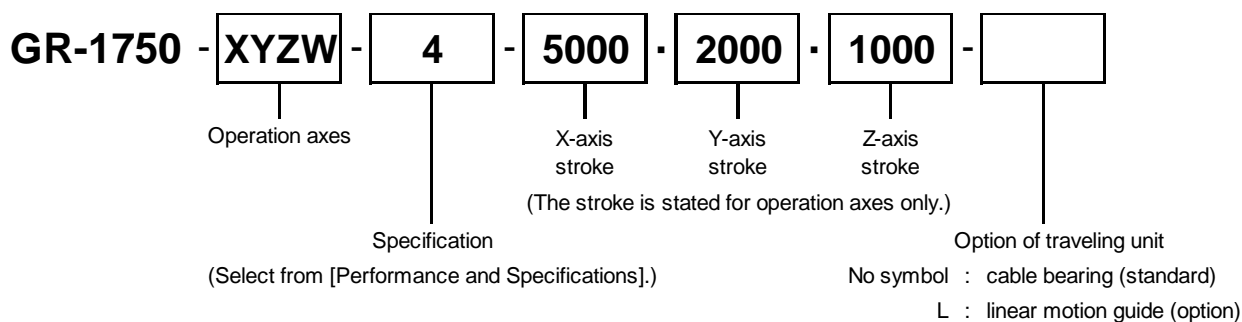 GR-1750 - XYZW - 4 - 5000 · 2000 · 1000 -
Operation axes
X-axis stroke
Y-axis stroke
Z-axis stroke
(The stroke is stated for operation axes only.)
Specification
(Select from [Performance and Specifications].)
Option of traveling unit
No symbol : cable bearing (standard)
L : linear motion guide (option)